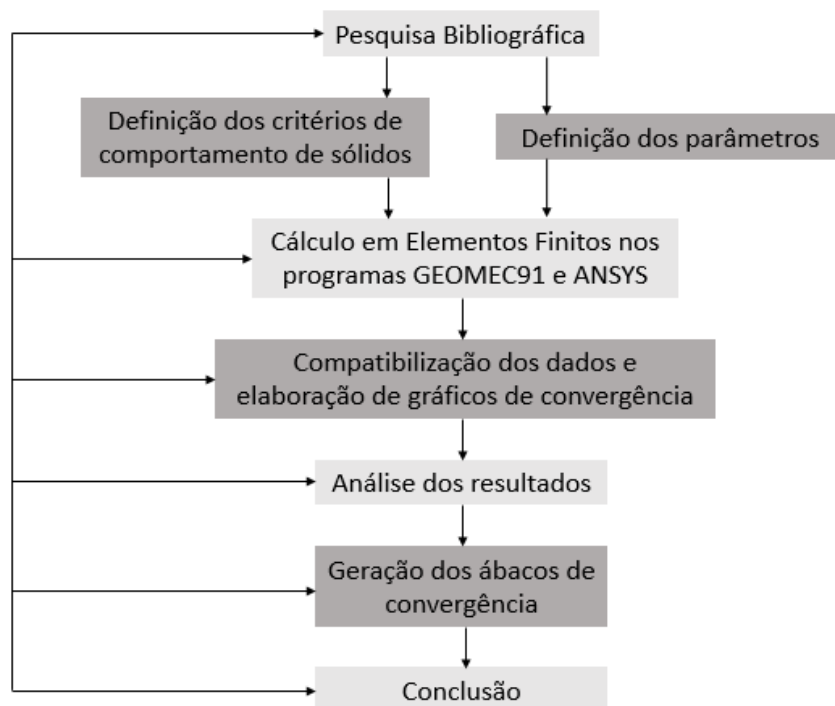 Pesquisa Bibliográfica
Definição dos critérios de
comportamento de sólidos
Definição dos parâmetros
Cálculo em Elementos Finitos nos
programas GEOMEC91 e ANSYS
Compatibilização dos dados e
elaboração de gráficos de convergência
Análise dos resultados
Geração dos ábacos de
convergência
Conclusão